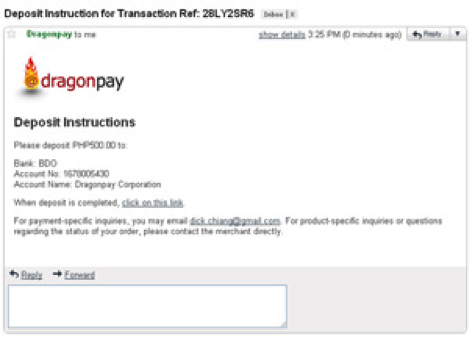 Deposit Instruction for Transaction Ref: 28LY2SR6 Inbox | x
Dragonpay to me show details 3:25 PM (0 minutes ago) Reply
dragonpay
Deposit Instructions
Please deposit PHP500.00 to:
Bank: BDO
Account No: 1678005430
Account Name: Dragonpay Corporation
When deposit is completed, click on this link.
For payment-specific inquiries, you may email dick.chiang@gmail.com. For product-specific inquiries or questions
regarding the status of your order, please contact the merchant directly.
Reply Forward